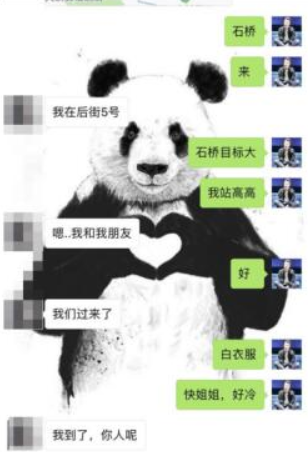 石桥
来
我在后街5号
石桥目标大
我站高高
嗯..我和我朋友
好
我们过来了
白衣服
快姐姐，好冷
我到了，你人呢